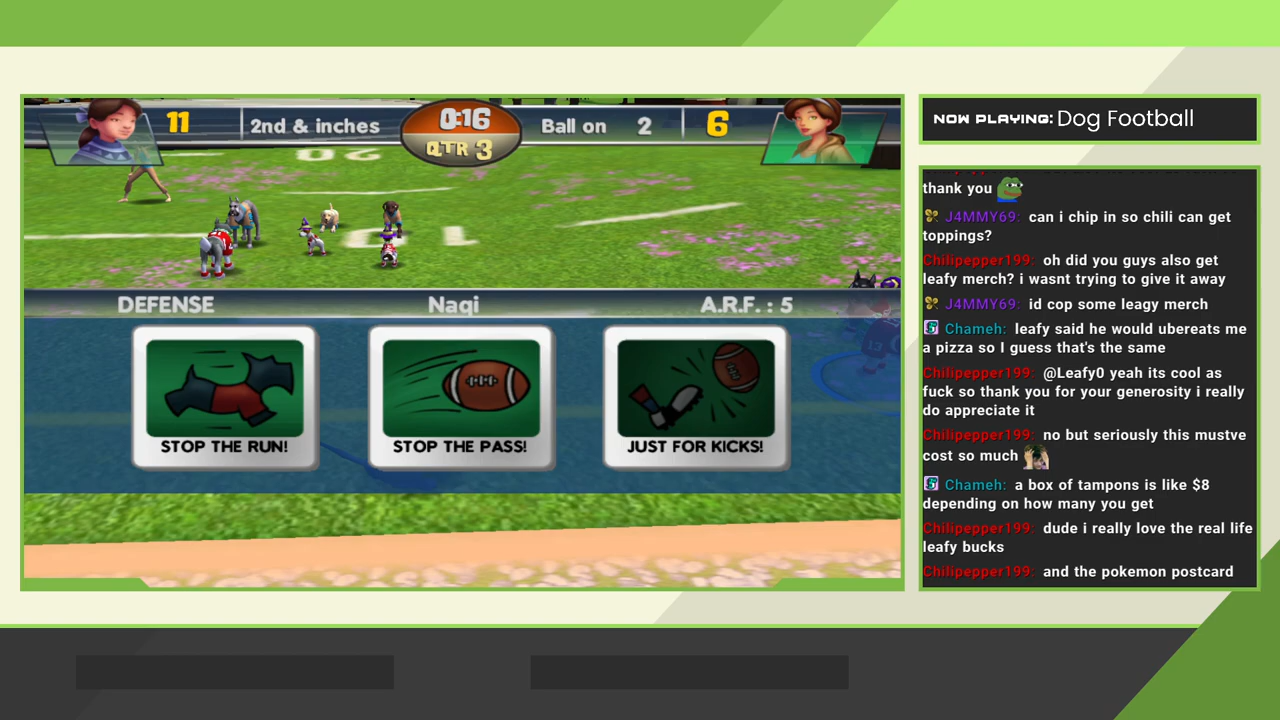 11
2nd & inches
0:16
QTR 3
Ball on 2
6
20
10
DEFENSE
Naqi
A.R.F. : 5
STOP THE RUN!
STOP THE PASS!
JUST FOR KICKS!
13
NOW PLAYING: Dog Football
thank you
J4MMY69: can i chip in so chili can get
toppings?
Chilipepper199: oh did you guys also get
leafy merch? i wasnt trying to give it away
J4MMY69: id cop some leagy merch
Chameh: leafy said he would ubereats me
a pizza so I guess that's the same
Chilipepper199: @Leafy0 yeah its cool as
fuck so thank you for your generosity i really
do appreciate it
Chilipepper199: no but seriously this mustve
cost so much
Chameh: a box of tampons is like $8
depending on how many you get
Chilipepper199: dude i really love the real life
leafy bucks
Chilipepper199: and the pokemon postcard